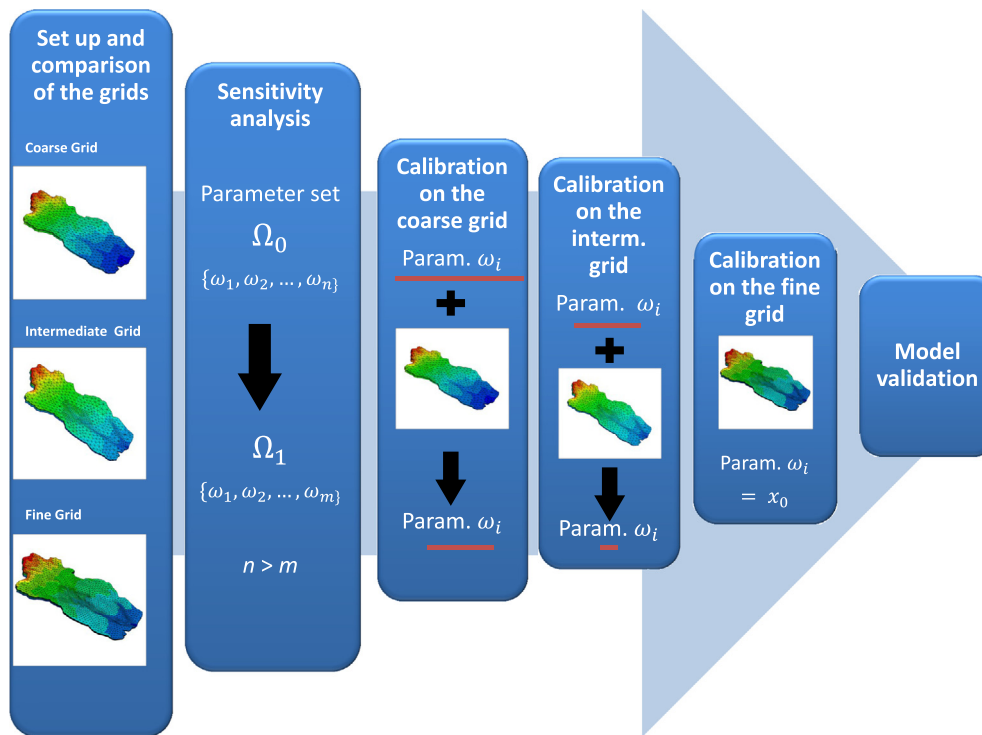 Set up and
comparison
of the grids
Coarse Grid
Intermediate Grid
Fine Grid
Sensitivity
analysis
Parameter set
Ω₀
{ω₁, ω₂, … , ωₙ}
Ω₁
{ω₁, ω₂, … , ωₘ}
n > m
Calibration
on the
coarse grid
Param. ωᵢ
Param. ωᵢ
Calibration
on the
interm.
grid
Param. ωᵢ
Param. ωᵢ
Calibration
on the fine
grid
Param. ωᵢ
= x₀
Model
validation